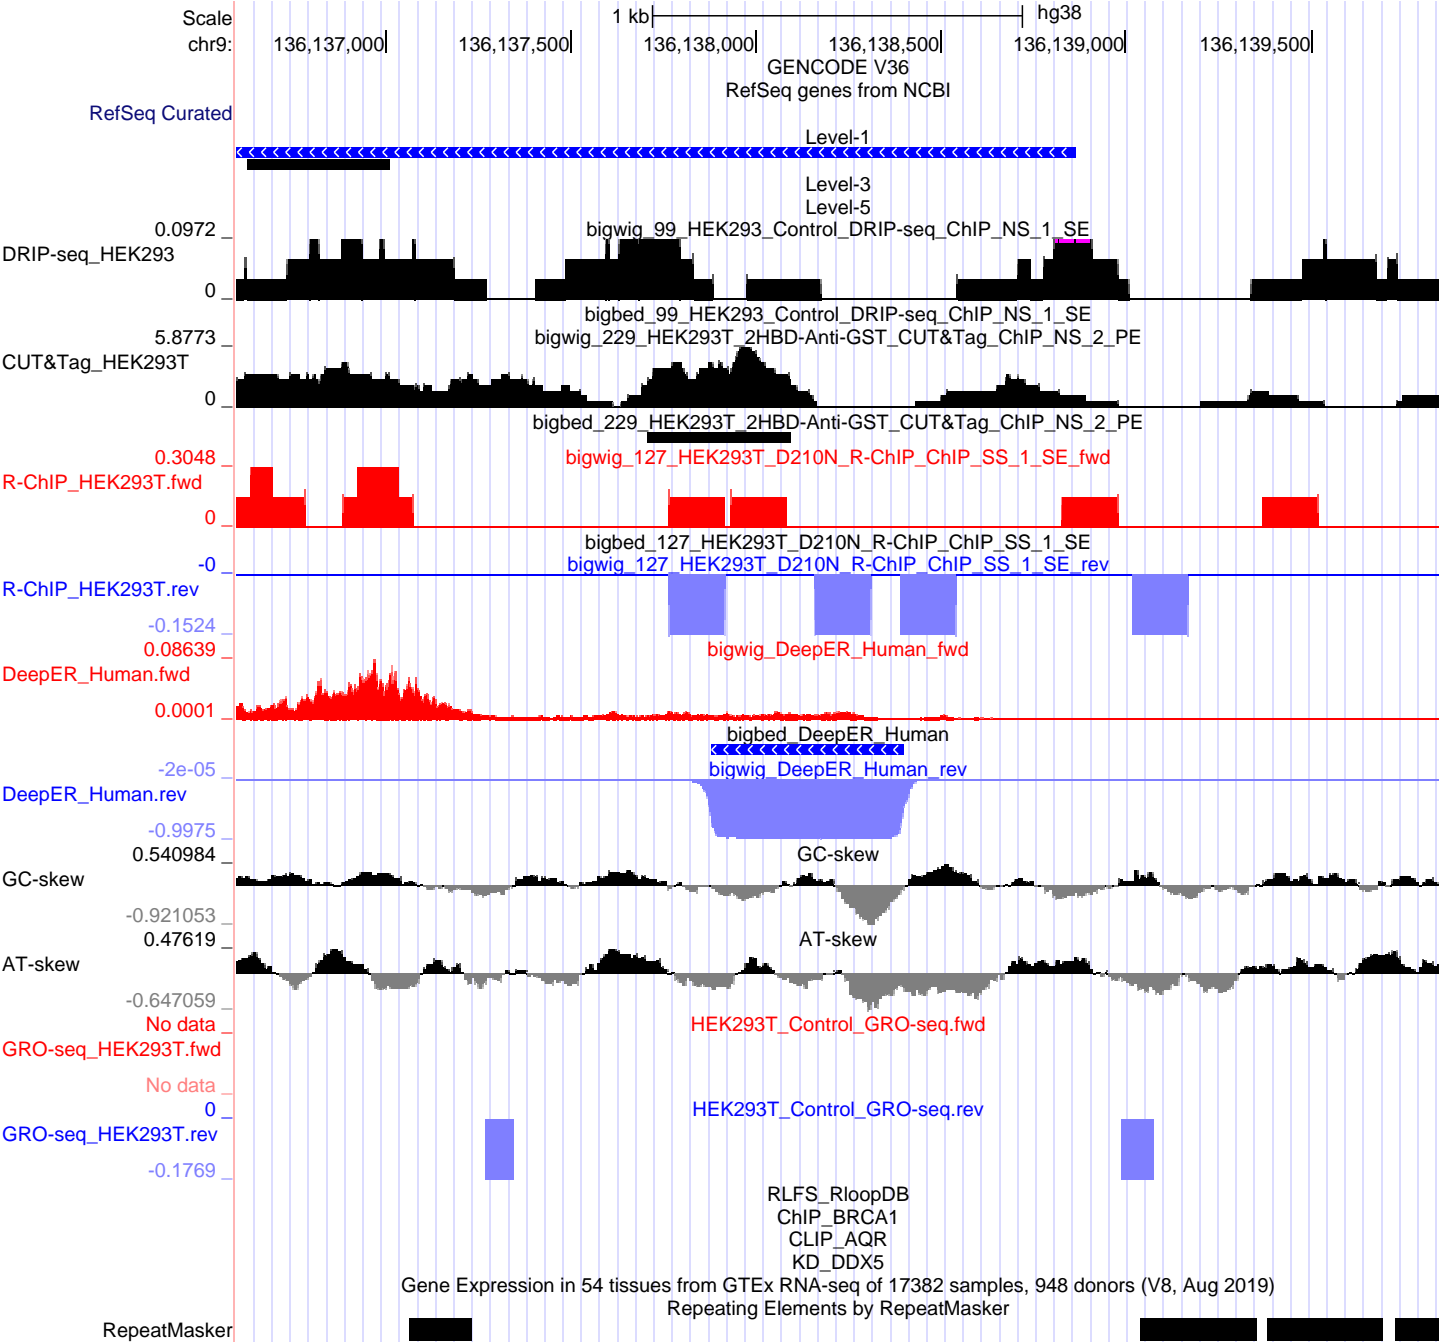 Scale 1 kb hg38
chr9: 136,137,000 136,137,500 136,138,000 136,138,500 136,139,000 136,139,500
GENCODE V36
RefSeq genes from NCBI
RefSeq Curated
Level-1
Level-3
Level-5
0.0972 bigwig_99_HEK293_Control_DRIP-seq_ChIP_NS_1_SE
DRIP-seq_HEK293
0
bigbed_99_HEK293_Control_DRIP-seq_ChIP_NS_1_SE
5.8773 bigwig_229_HEK293T_2HBD-Anti-GST_CUT&Tag_ChIP_NS_2_PE
CUT&Tag_HEK293T
0
bigbed_229_HEK293T_2HBD-Anti-GST_CUT&Tag_ChIP_NS_2_PE
0.3048 bigwig_127_HEK293T_D210N_R-ChIP_ChIP_SS_1_SE_fwd
R-ChIP_HEK293T.fwd
0
bigbed_127_HEK293T_D210N_R-ChIP_ChIP_SS_1_SE
-0 bigwig_127_HEK293T_D210N_R-ChIP_ChIP_SS_1_SE_rev
R-ChIP_HEK293T.rev
-0.1524
0.08639 bigwig_DeepER_Human_fwd
DeepER_Human.fwd
0.0001
bigbed_DeepER_Human
-2e-05 bigwig_DeepER_Human_rev
DeepER_Human.rev
-0.9975
0.540984 GC-skew
GC-skew
-0.921053
0.47619 AT-skew
AT-skew
-0.647059
No data HEK293T_Control_GRO-seq.fwd
GRO-seq_HEK293T.fwd
No data
0 HEK293T_Control_GRO-seq.rev
GRO-seq_HEK293T.rev
-0.1769
RLFS_RloopDB
ChIP_BRCA1
CLIP_AQR
KD_DDX5
Gene Expression in 54 tissues from GTEx RNA-seq of 17382 samples, 948 donors (V8, Aug 2019)
Repeating Elements by RepeatMasker
RepeatMasker